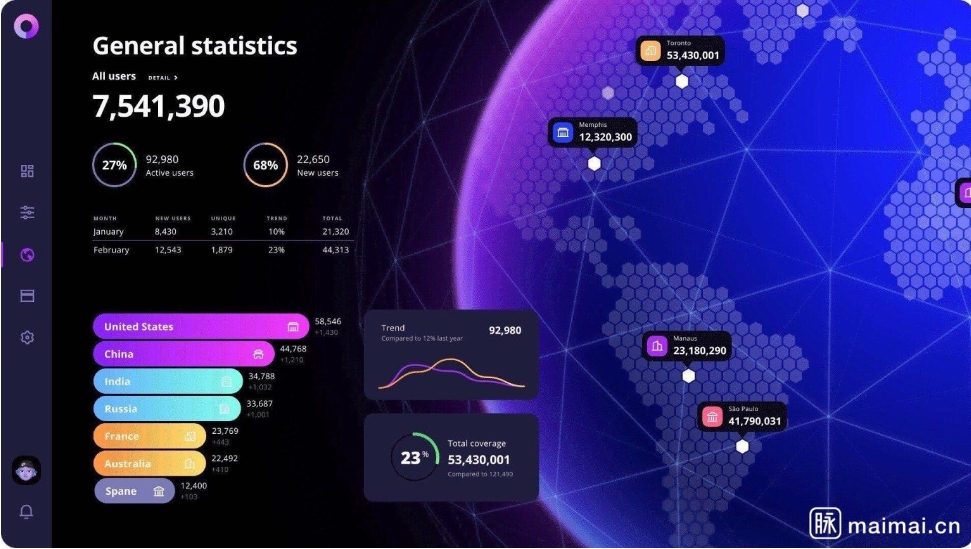 General statistics
All users DETAIL >
7,541,390
27% 92,980 Active users
68% 22,650 New users
MONTH NEW USERS UNIQUE TREND TOTAL
January 8,430 3,210 10% 21,320
February 12,543 1,879 23% 44,313
United States 58,546
+1,430
China 44,768
+1,210
India 34,788
+1,032
Russia 33,687
+1,001
France 23,769
+443
Australia 22,492
+410
Spane 12,400
+103
Trend 92,980
Compared to 12% last year
23% Total coverage
53,430,001
Compared to 121,490
Toronto
53,430,001
Memphis
12,320,300
Manaus
23,180,290
São Paulo
41,790,031
脉 maimai.cn